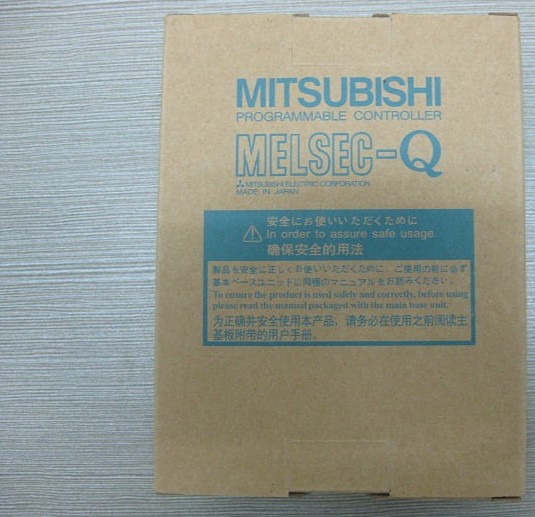 MITSUBISHI
PROGRAMMABLE CONTROLLER
MELSEC-Q
MITSUBISHI ELECTRIC CORPORATION
MADE IN JAPAN
安全にお使いいただくために
In order to assure safe usage.
确保安全的用法
製品を安全に正しくお使いいただくために、ご使用の前に必ず
基本ベースユニットに同梱のマニュアルをお読みください。
To ensure the product is used safely and correctly, before using
please read the manual packaged with the main base unit.
为正确并安全使用本产品，请务必在使用之前阅读主
基板附带的用户手册.